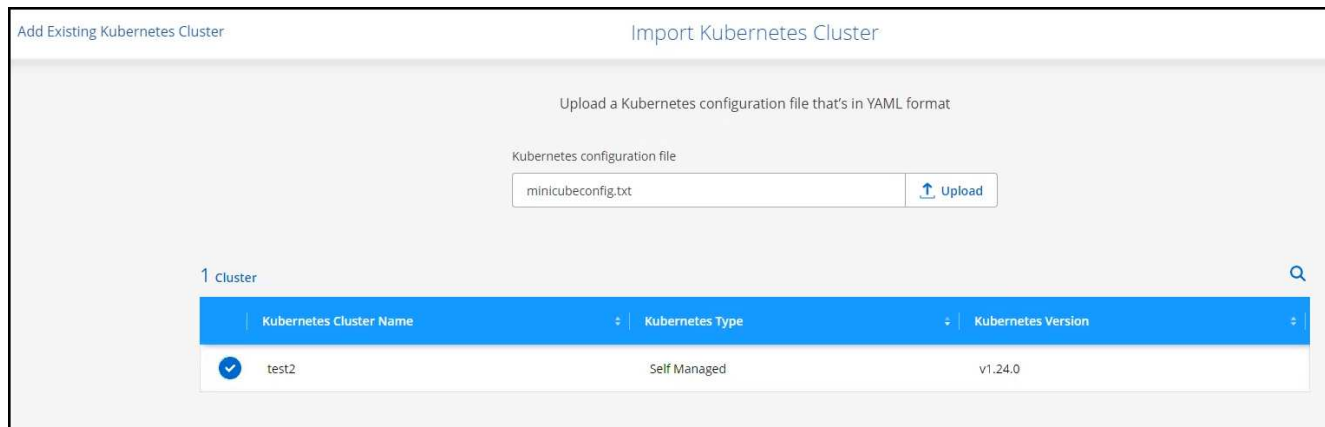 Add Existing Kubernetes Cluster
Import Kubernetes Cluster
Upload a Kubernetes configuration file that's in YAML format
Kubernetes configuration file
minicubeconfig.txt
Upload
1 Cluster
Kubernetes Cluster Name Kubernetes Type Kubernetes Version
test2 Self Managed v1.24.0